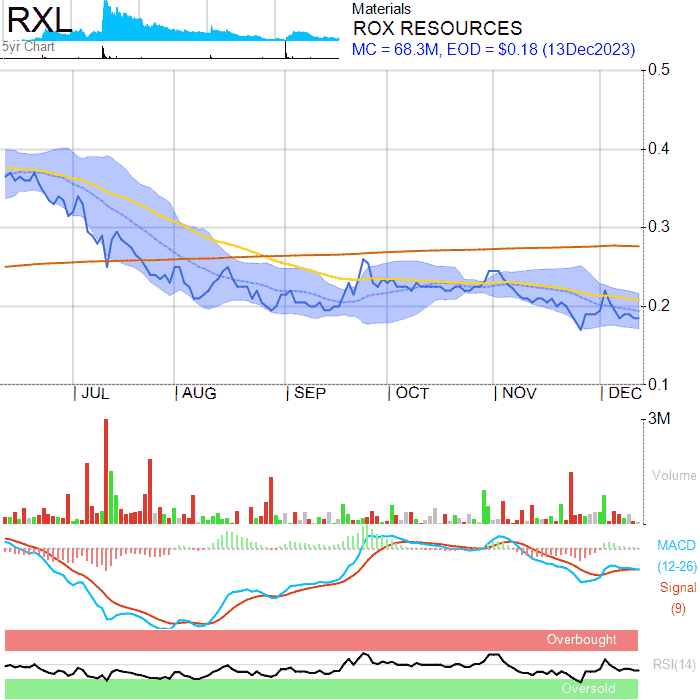 RXL
5yr Chart
Materials
ROX RESOURCES
MC = 68.3M, EOD = $0.18 (13Dec2023)
0.5
0.4
0.3
0.2
0.1
JUL AUG SEP OCT NOV DEC
3M
Volume
MACD
(12-26)
Signal
(9)
Overbought
RSI(14)
Oversold